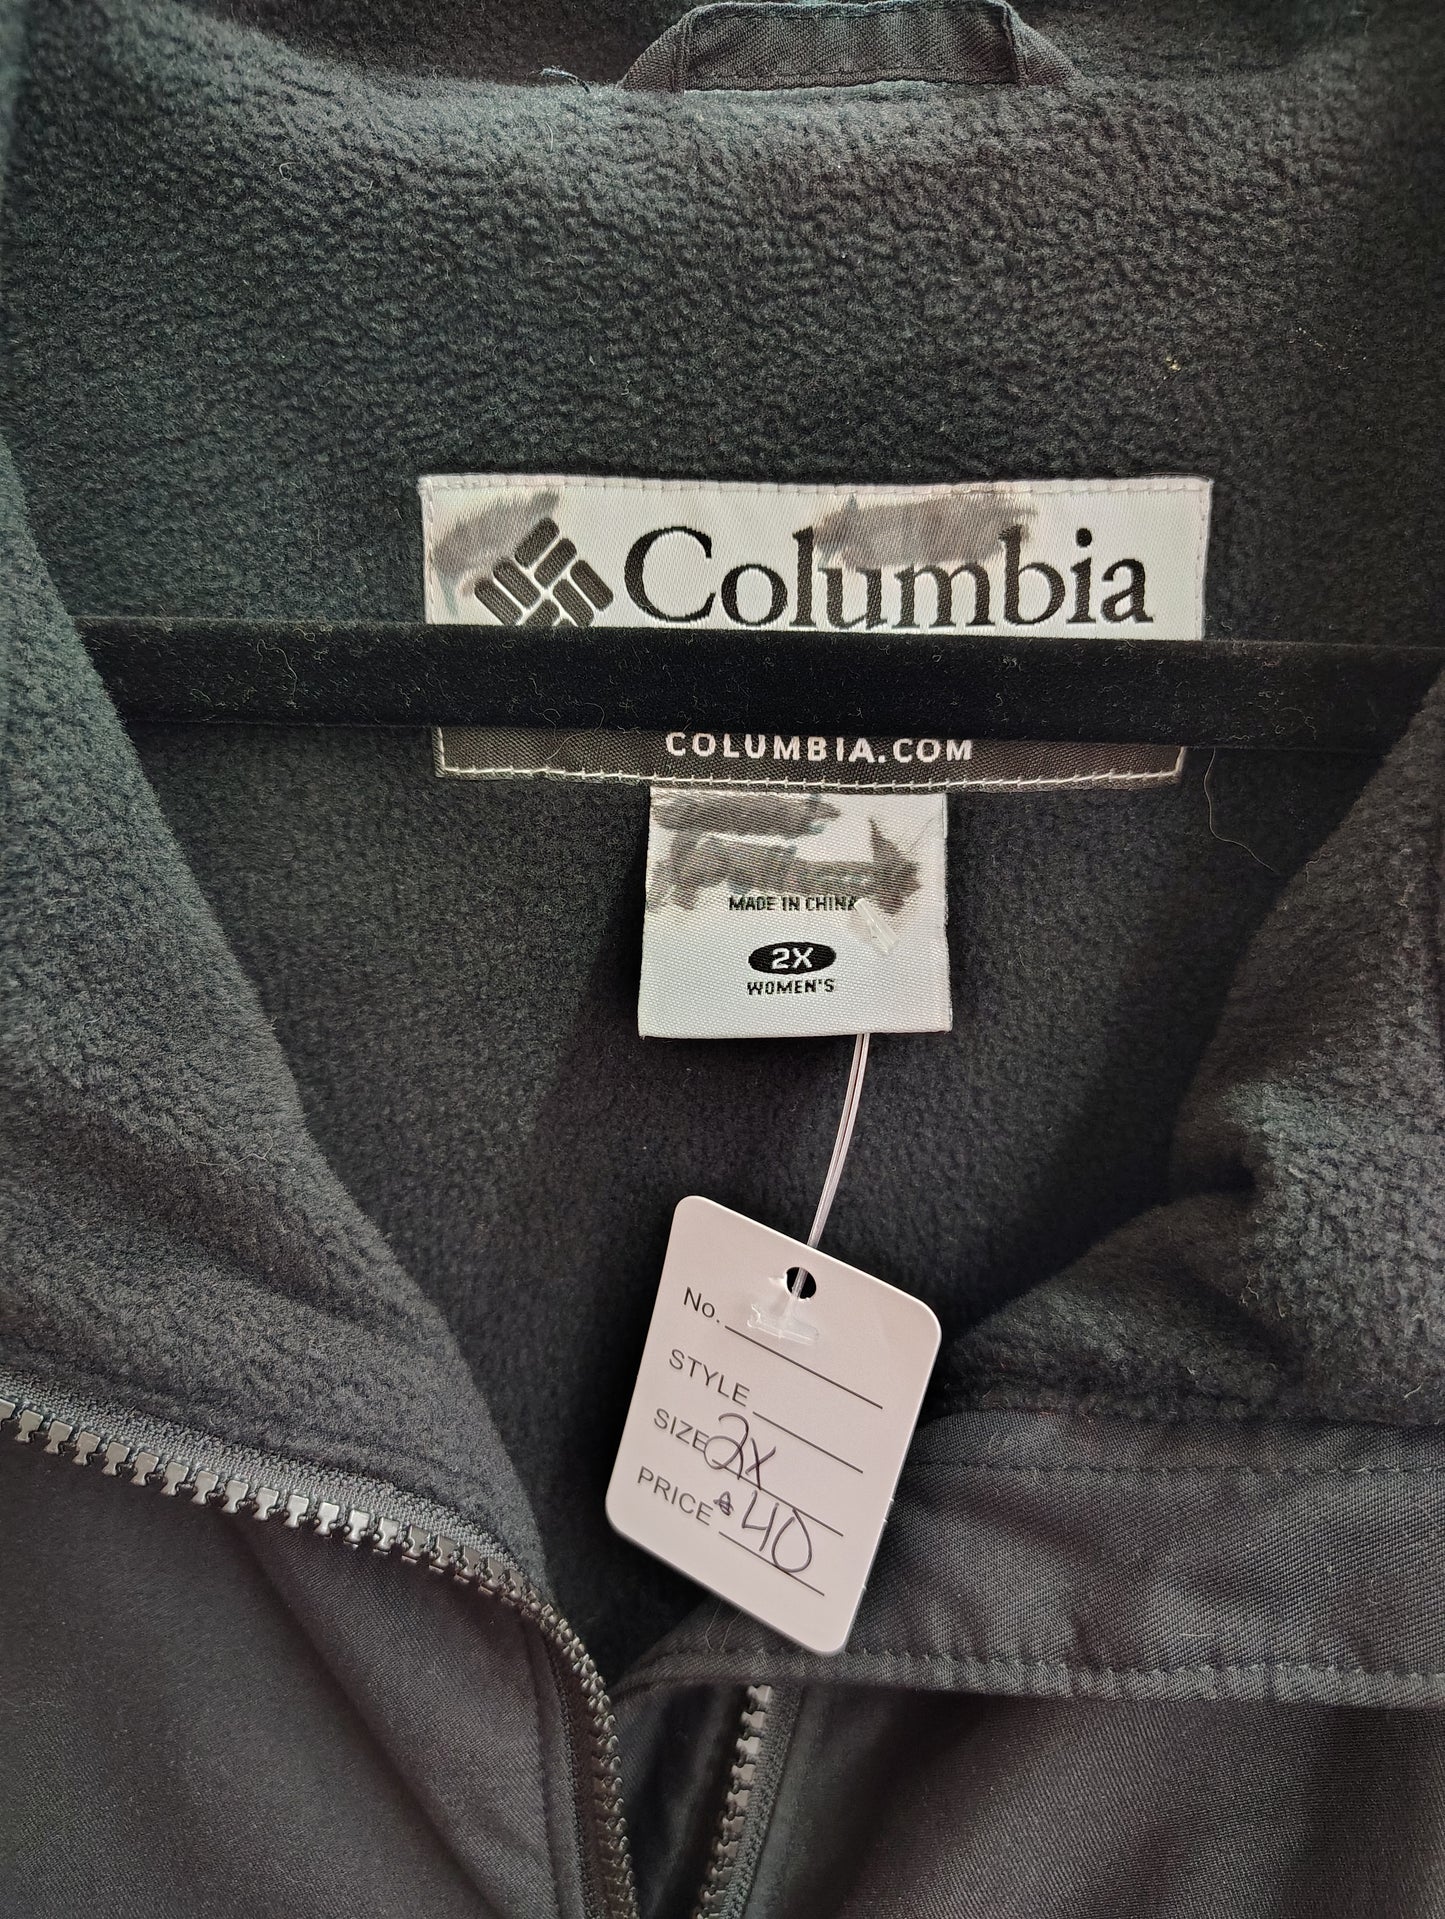 Columbia
COLUMBIA.COM
MADE IN CHINA
2X
WOMEN'S
No.
STYLE
SIZE 2X
PRICE $40